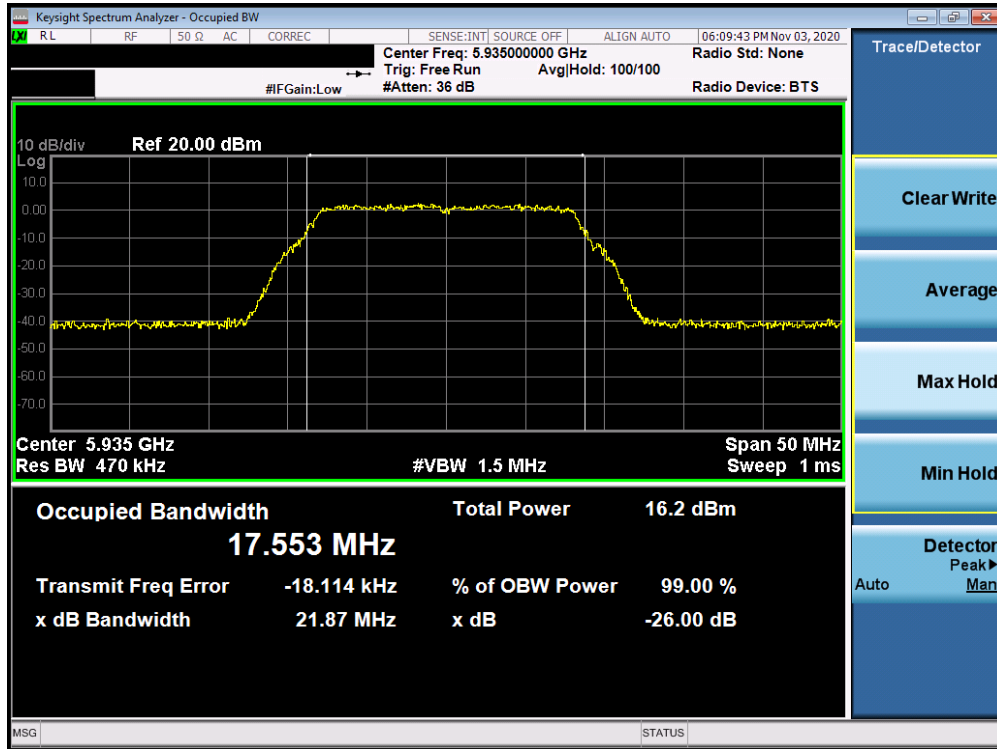 Keysight Spectrum Analyzer - Occupied BW
LXI RL RF 50 Ω AC CORREC SENSE:INT SOURCE OFF ALIGN AUTO 06:09:43 PM Nov 03, 2020
Center Freq: 5.935000000 GHz Radio Std: None
Trig: Free Run Avg|Hold: 100/100
#IFGain:Low #Atten: 36 dB Radio Device: BTS
Trace/Detector
10 dB/div Ref 20.00 dBm
Log
10.0
0.00
-10.0
-20.0
-30.0
-40.0
-50.0
-60.0
-70.0
Center 5.935 GHz Span 50 MHz
Res BW 470 kHz #VBW 1.5 MHz Sweep 1 ms
Occupied Bandwidth Total Power 16.2 dBm
17.553 MHz
Transmit Freq Error -18.114 kHz % of OBW Power 99.00 %
x dB Bandwidth 21.87 MHz x dB -26.00 dB
Clear Write
Average
Max Hold
Min Hold
Detector
Peak▶
Auto Man
MSG STATUS